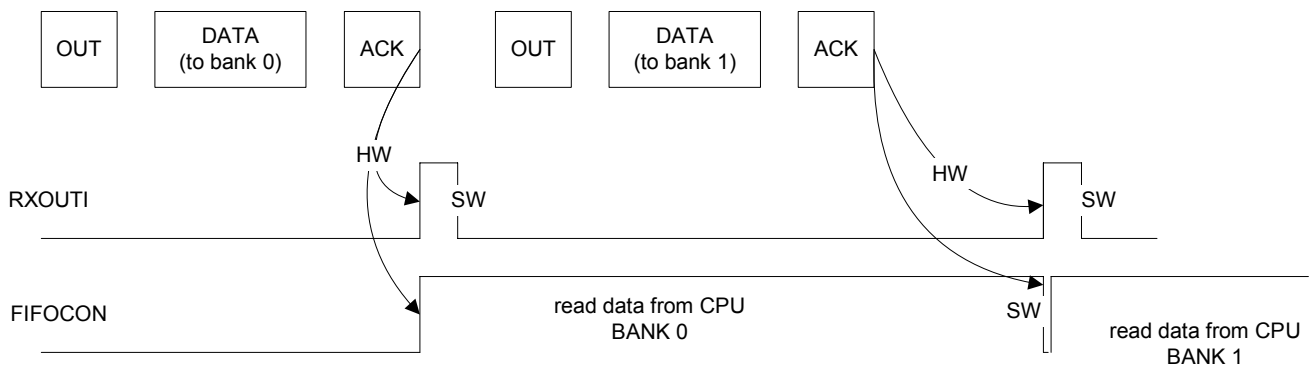 OUT
DATA
(to bank 0)
ACK
OUT
DATA
(to bank 1)
ACK
HW
HW
RXOUTI
SW
SW
FIFOCON
read data from CPU
BANK 0
SW
read data from CPU
BANK 1